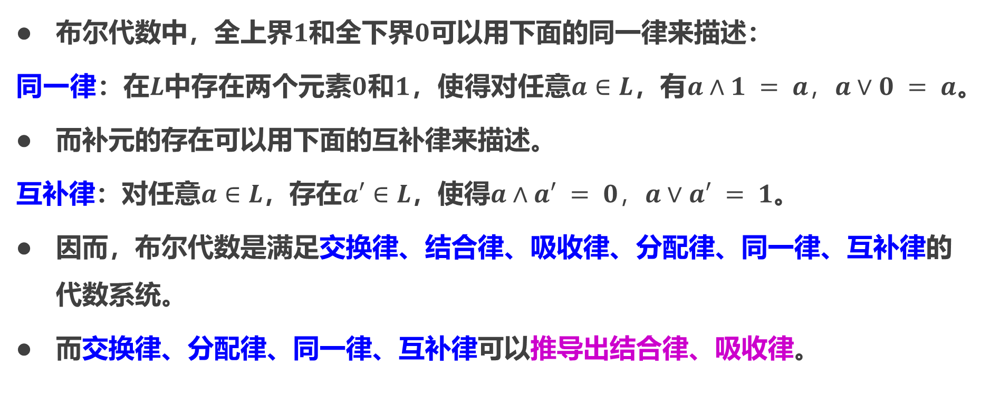 ● 布尔代数中，全上界1和全下界0可以用下面的同一律来描述：
同一律：在L中存在两个元素0和1，使得对任意a ∈ L，有a ∧ 1 = a，a ∨ 0 = a。
● 而补元的存在可以用下面的互补律来描述。
互补律：对任意a ∈ L，存在a′ ∈ L，使得a ∧ a′ = 0，a ∨ a′ = 1。
● 因而，布尔代数是满足交换律、结合律、吸收律、分配律、同一律、互补律的
代数系统。
● 而交换律、分配律、同一律、互补律可以推导出结合律、吸收律。